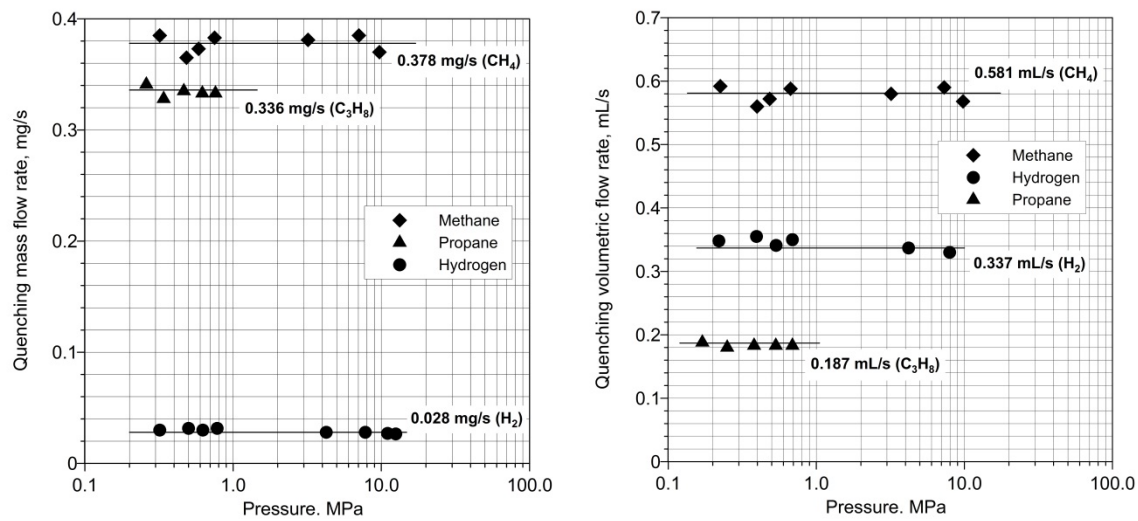 0.4
0.3
0.2
0.1
0
Quenching mass flow rate, mg/s
0.378 mg/s (CH₄)
0.336 mg/s (C₃H₈)
Methane
Propane
Hydrogen
0.028 mg/s (H₂)
0.1 1.0 10.0 100.0
Pressure. MPa
0.7
0.6
0.5
0.4
0.3
0.2
0.1
0
Quenching volumetric flow rate, mL/s
0.581 mL/s (CH₄)
Methane
Hydrogen
Propane
0.337 mL/s (H₂)
0.187 mL/s (C₃H₈)
0.1 1.0 10.0 100.0
Pressure. MPa